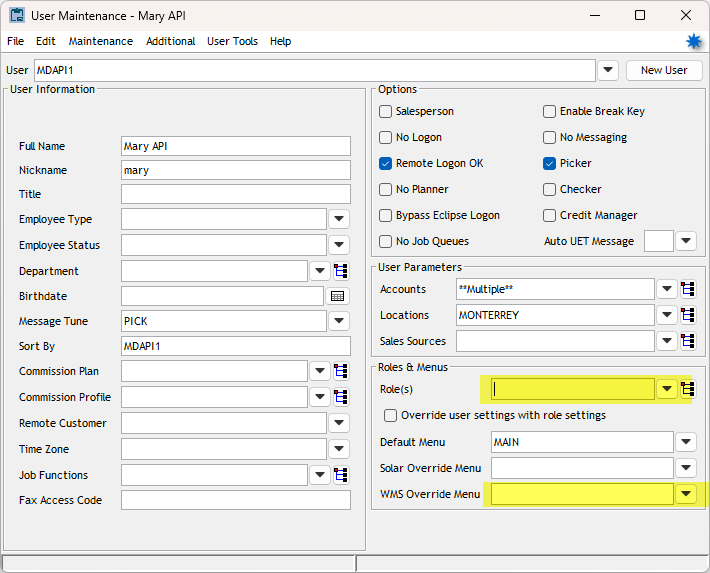 User Maintenance - Mary API
File Edit Maintenance Additional User Tools Help
User MDAPI1 New User
User Information
Full Name Mary API
Nickname mary
Title
Employee Type
Employee Status
Department
Birthdate
Message Tune PICK
Sort By MDAPI1
Commission Plan
Commission Profile
Remote Customer
Time Zone
Job Functions
Fax Access Code
Options
Salesperson Enable Break Key
No Logon No Messaging
Remote Logon OK Picker
No Planner Checker
Bypass Eclipse Logon Credit Manager
No Job Queues Auto UET Message
User Parameters
Accounts **Multiple**
Locations MONTERREY
Sales Sources
Roles & Menus
Role(s)
Override user settings with role settings
Default Menu MAIN
Solar Override Menu
WMS Override Menu